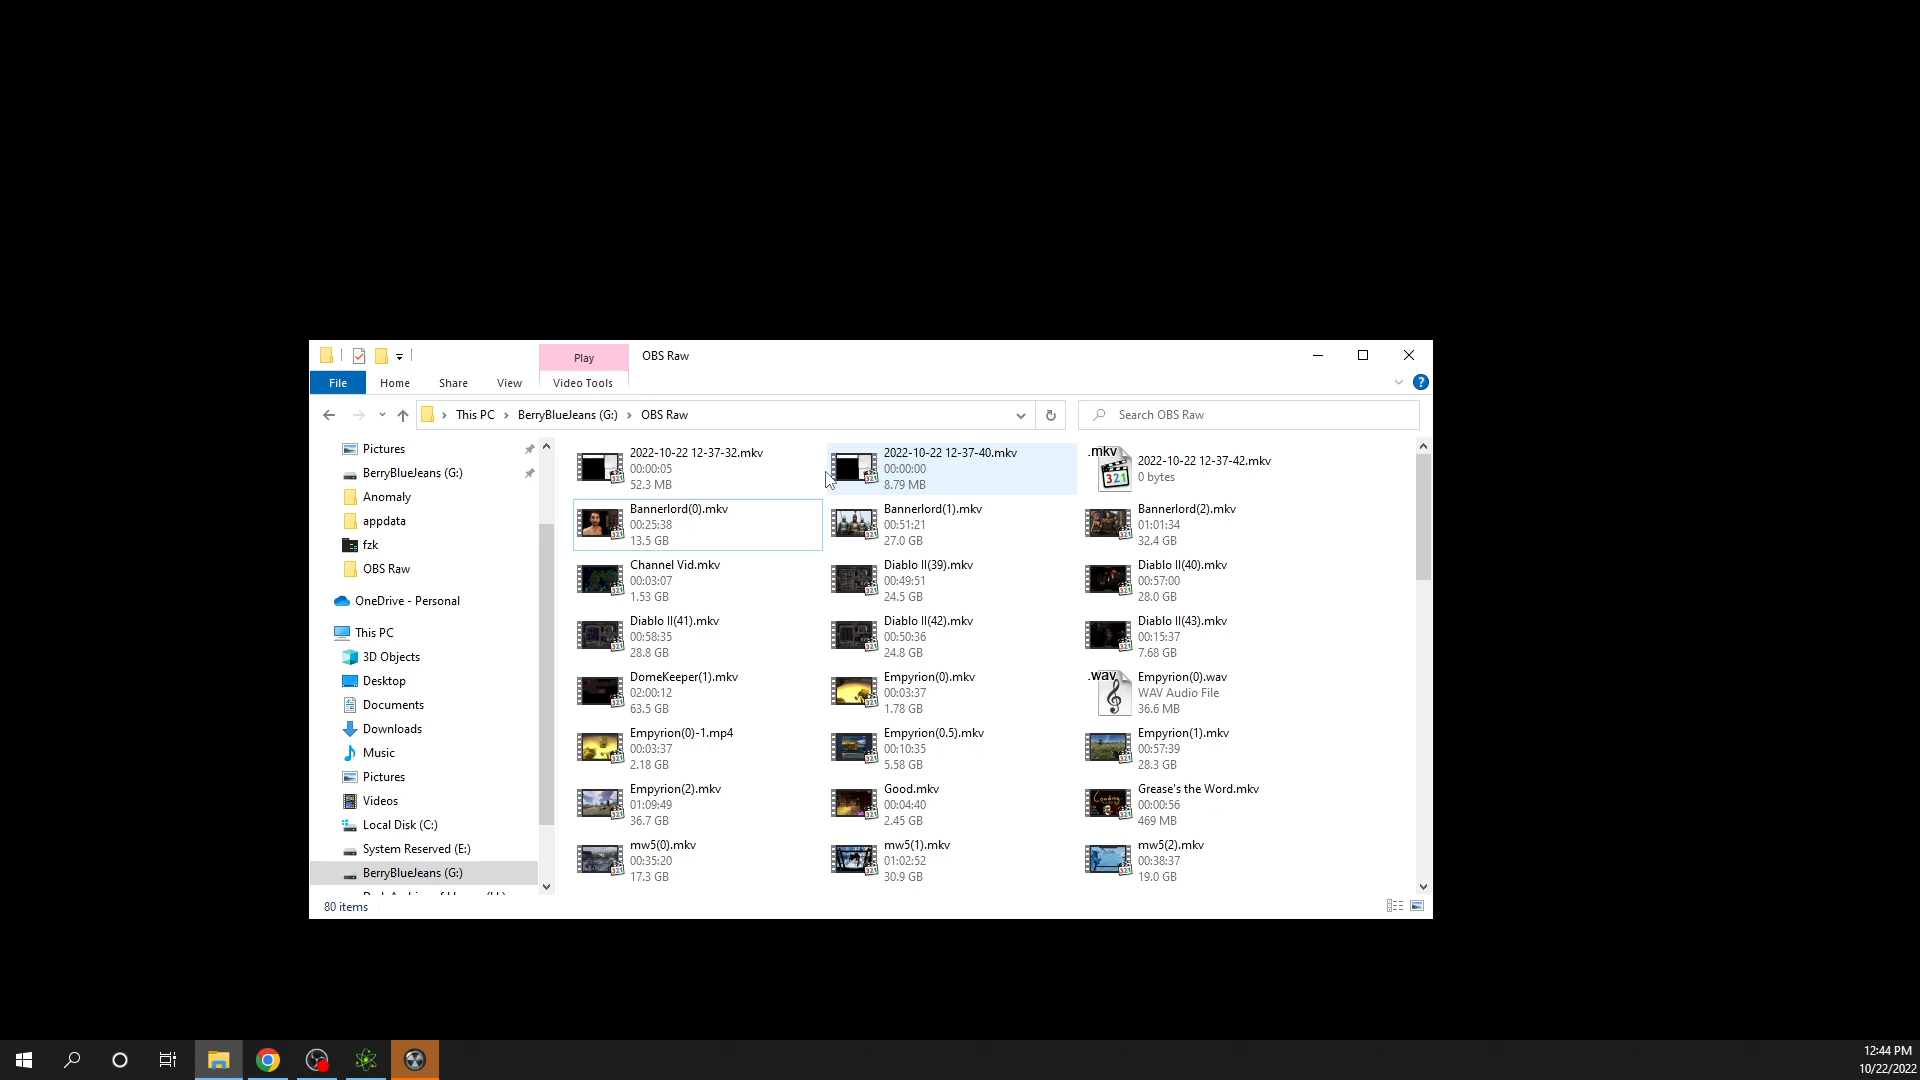 Play
OBS Raw
File
Home
Share
View
Video Tools
This PC
BerryBlueJeans (G:)
OBS Raw
Search OBS Raw
Pictures
BerryBlueJeans (G:)
Anomaly
appdata
fzk
OBS Raw
OneDrive - Personal
This PC
3D Objects
Desktop
Documents
Downloads
Music
Pictures
Videos
Local Disk (C:)
System Reserved (E:)
BerryBlueJeans (G:)
2022-10-22 12-37-32.mkv
00:00:05
52.3 MB
2022-10-22 12-37-40.mkv
00:00:00
8.79 MB
.mkv
321
2022-10-22 12-37-42.mkv
0 bytes
Bannerlord(0).mkv
00:25:38
13.5 GB
Bannerlord(1).mkv
00:51:21
27.0 GB
Bannerlord(2).mkv
01:01:34
32.4 GB
Channel Vid.mkv
00:03:07
1.53 GB
Diablo II(39).mkv
00:49:51
24.5 GB
Diablo II(40).mkv
00:57:00
28.0 GB
Diablo II(41).mkv
00:58:35
28.8 GB
Diablo II(42).mkv
00:50:36
24.8 GB
Diablo II(43).mkv
00:15:37
7.68 GB
DomeKeeper(1).mkv
02:00:12
63.5 GB
Empyrion(0).mkv
00:03:37
1.78 GB
.wav
Empyrion(0).wav
WAV Audio File
36.6 MB
Empyrion(0)-1.mp4
00:03:37
2.18 GB
Empyrion(0.5).mkv
00:10:35
5.58 GB
Empyrion(1).mkv
00:57:39
28.3 GB
Empyrion(2).mkv
01:09:49
36.7 GB
Good.mkv
00:04:40
2.45 GB
Grease's the Word.mkv
00:00:56
469 MB
mw5(0).mkv
00:35:20
17.3 GB
mw5(1).mkv
01:02:52
30.9 GB
mw5(2).mkv
00:38:37
19.0 GB
80 items
12:44 PM
10/22/2022